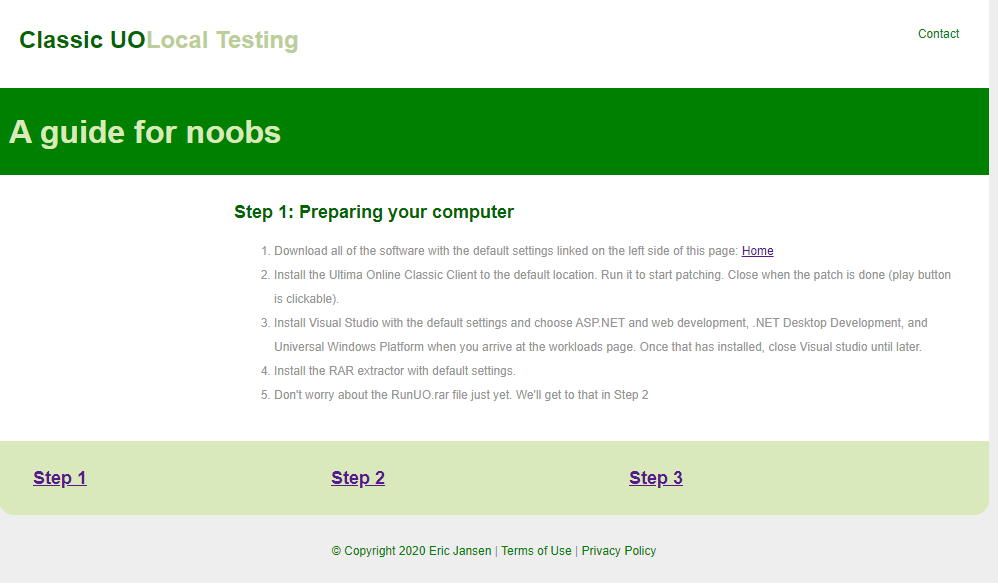 Classic UOLocal Testing
Contact
A guide for noobs
Step 1: Preparing your computer
1. Download all of the software with the default settings linked on the left side of this page: Home
2. Install the Ultima Online Classic Client to the default location. Run it to start patching. Close when the patch is done (play button
is clickable).
3. Install Visual Studio with the default settings and choose ASP.NET and web development, .NET Desktop Development, and
Universal Windows Platform when you arrive at the workloads page. Once that has installed, close Visual studio until later.
4. Install the RAR extractor with default settings.
5. Don't worry about the RunUO.rar file just yet. We'll get to that in Step 2
Step 1 Step 2 Step 3
© Copyright 2020 Eric Jansen | Terms of Use | Privacy Policy